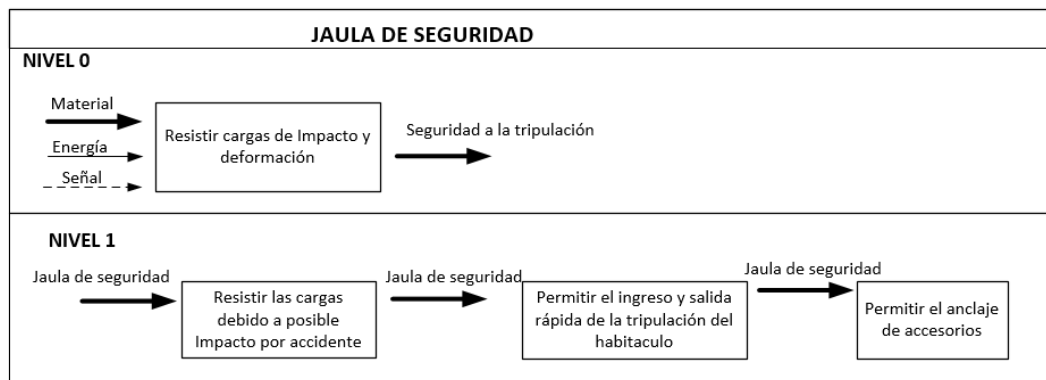 JAULA DE SEGURIDAD
NIVEL 0
Material
Energía
Señal
Resistir cargas de Impacto y
deformación
Seguridad a la tripulación
NIVEL 1
Jaula de seguridad
Resistir las cargas
debido a posible
Impacto por accidente
Jaula de seguridad
Permitir el ingreso y salida
rápida de la tripulación del
habitaculo
Jaula de seguridad
Permitir el anclaje
de accesorios